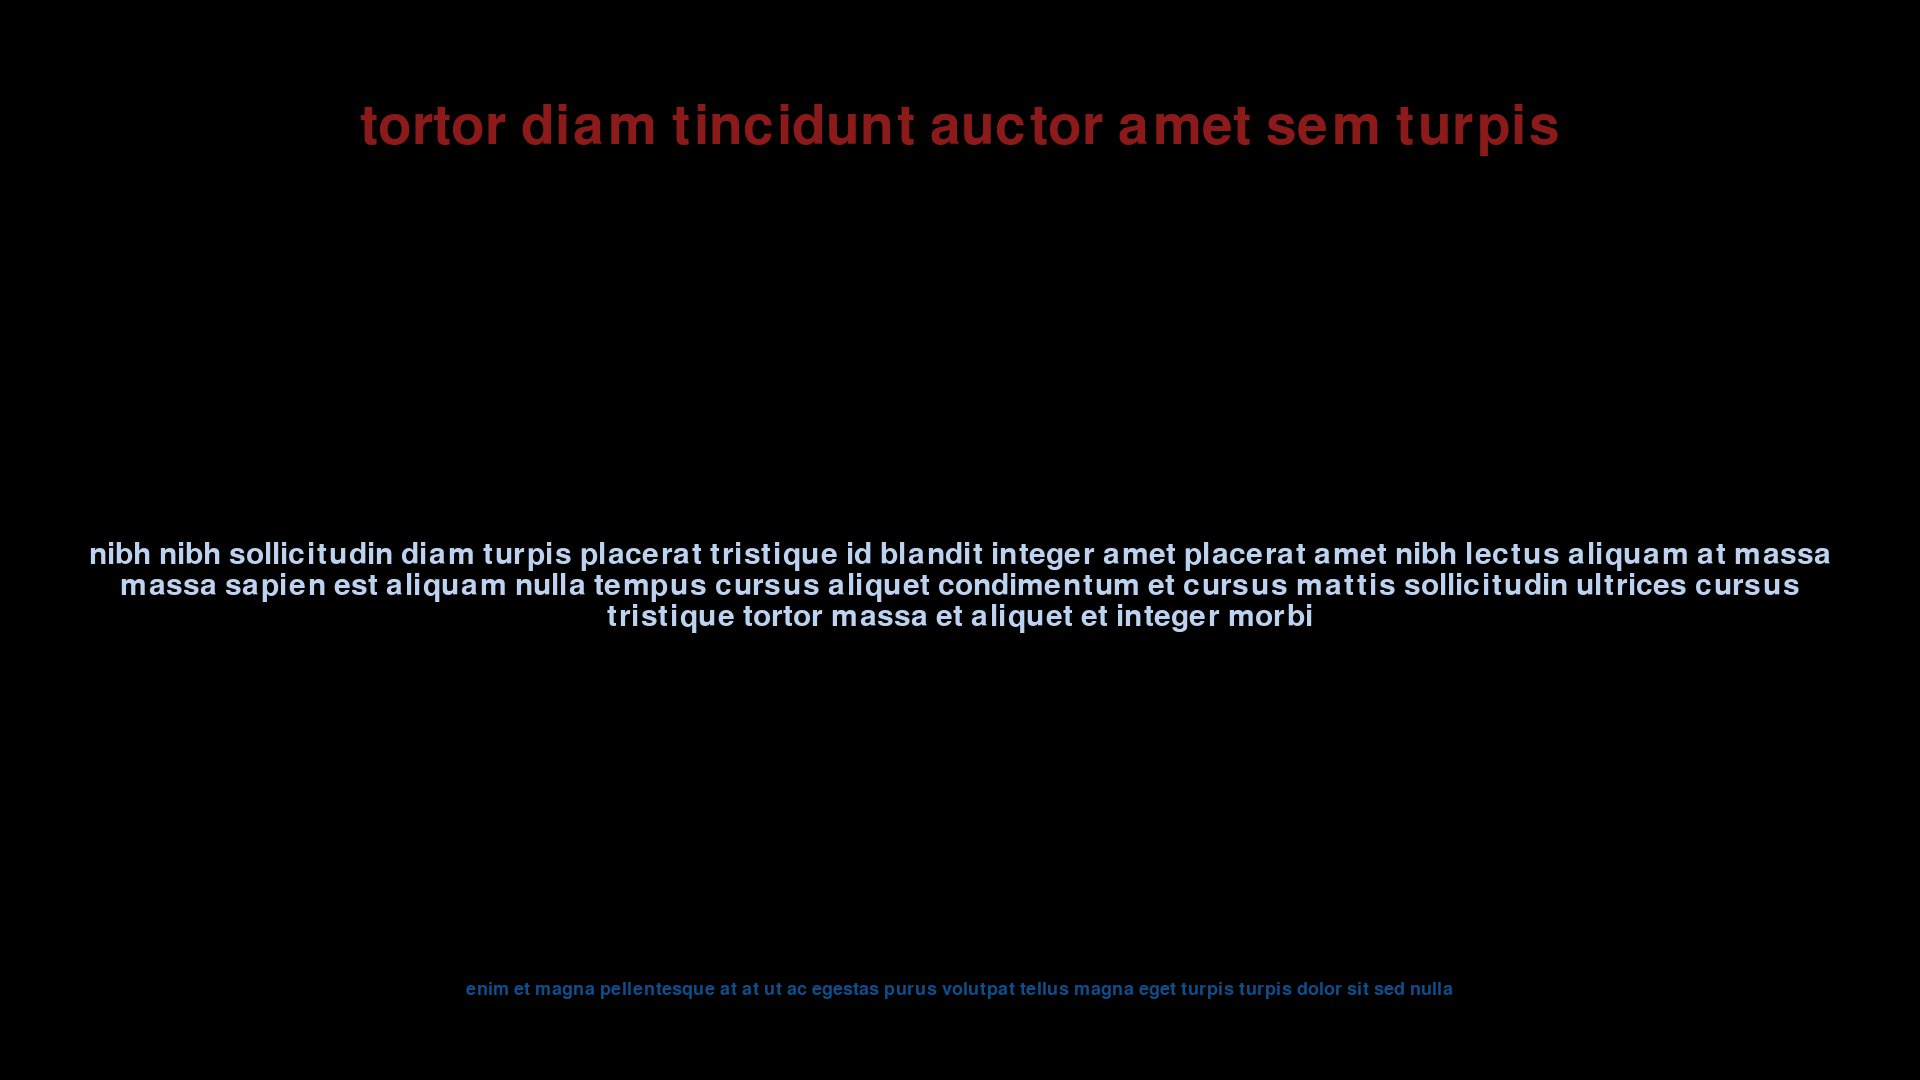 tortor diam tincidunt auctor amet sem turpis
nibh nibh sollicitudin diam turpis placerat tristique id blandit integer amet placerat amet nibh lectus aliquam at massa
massa sapien est aliquam nulla tempus cursus aliquet condimentum et cursus mattis sollicitudin ultrices cursus
tristique tortor massa et aliquet et integer morbi
enim et magna pellentesque at at ut ac egestas purus volutpat tellus magna eget turpis turpis dolor sit sed nulla